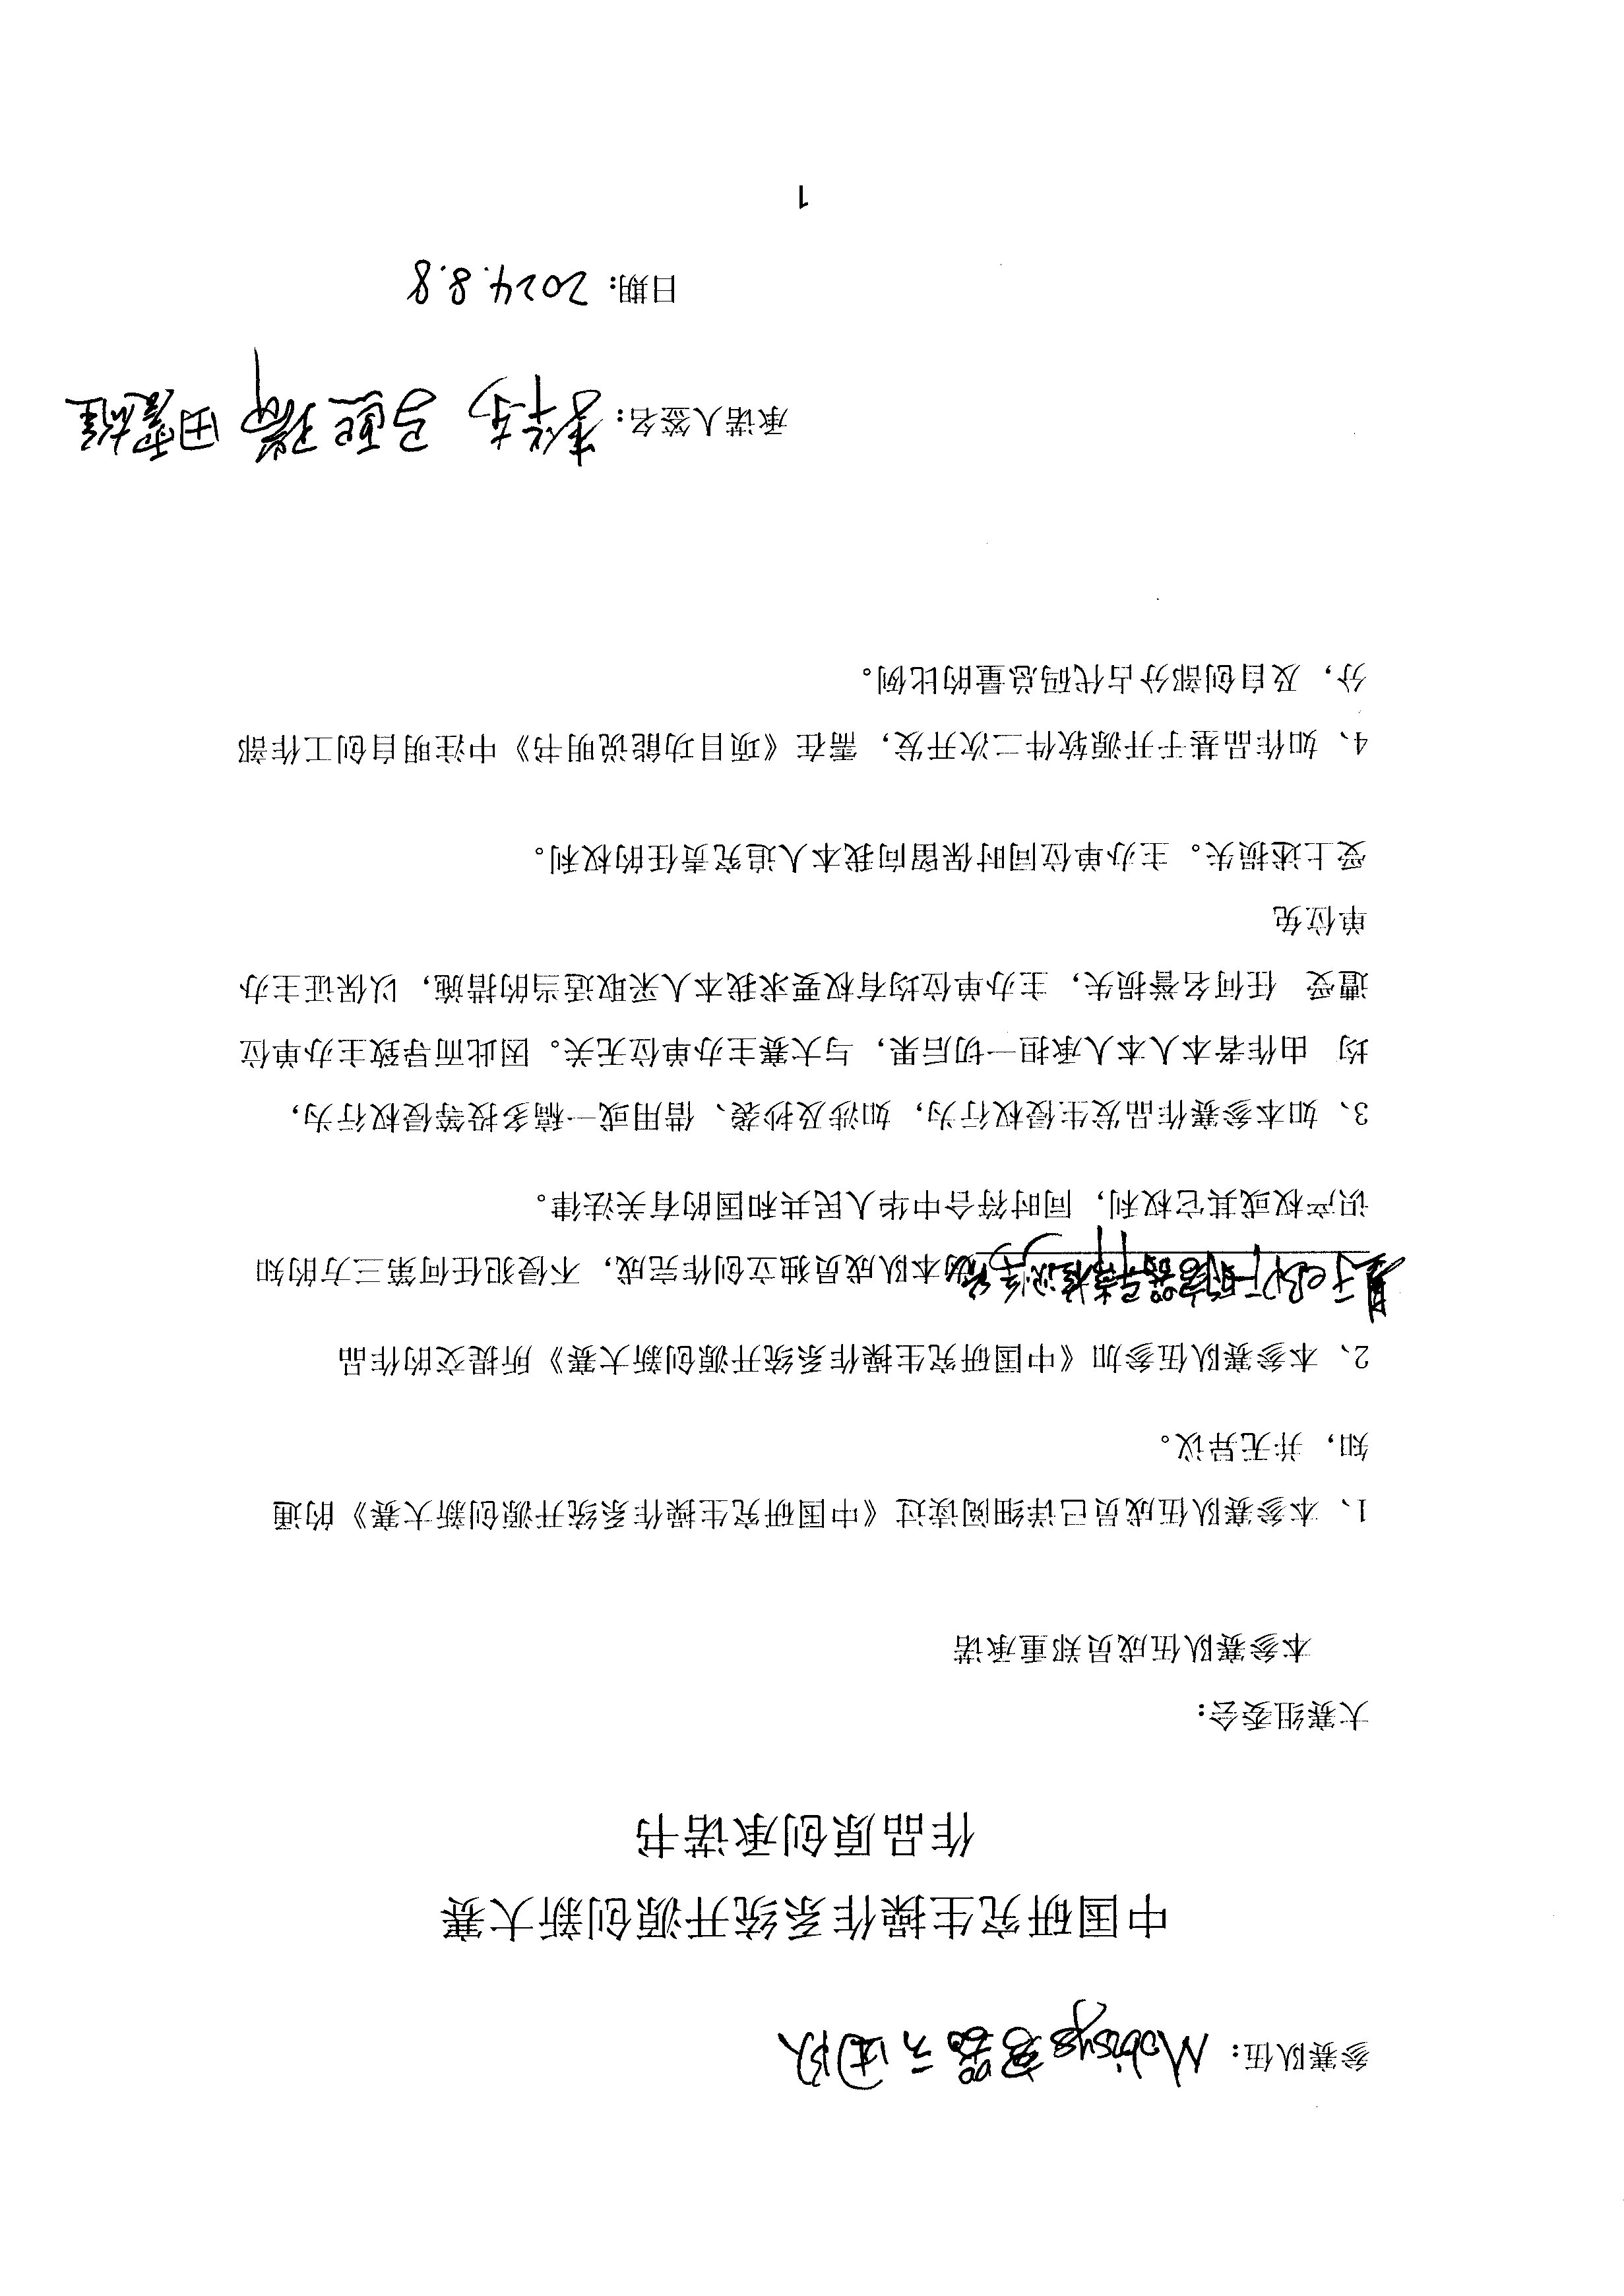 参赛队伍：Mobisys容器云团队
中国研究生操作系统开源创新大赛
作品原创承诺书
大赛组委会：
本参赛队伍成员郑重承诺
1、本参赛队伍成员已详细阅读过《中国研究生操作系统开源创新大赛》的通
知，并无异议。
2、本参赛队伍参加《中国研究生操作系统开源创新大赛》所提交的作品
基于eBPF的容器异常检测系统为本队成员独立创作完成，不侵犯任何第三方的知
识产权或其它权利，同时符合中华人民共和国的有关法律。
3、如本参赛作品发生侵权行为，如涉及抄袭、借用或一稿多投等侵权行为，
均 由作者本人本人承担一切后果，与大赛主办单位无关。因此而导致主办单位
遭受 任何名誉损失，主办单位均有权要求我本人采取适当的措施，以保证主办
单位免
受上述损失。主办单位同时保留向我本人追究责任的权利。
4、如作品基于开源软件二次开发，需在《项目功能说明书》中注明自创工作部
分，及自创部分占代码总量的比例。
承诺人签名：李华东 马熙瑞 田震雄
日期：2024.8.8
1